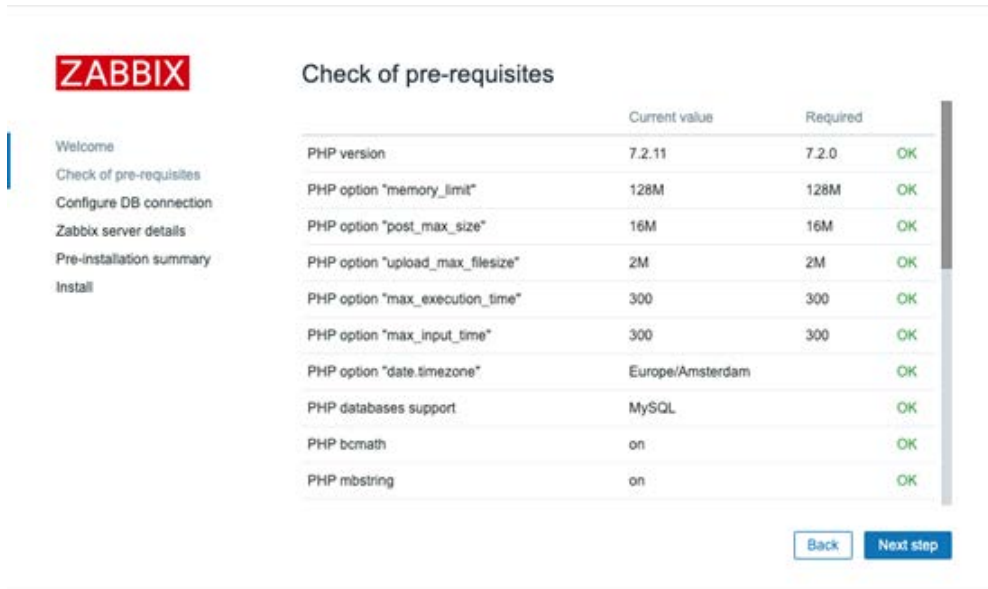 ZABBIX
Check of pre-requisites
Welcome
Check of pre-requisites
Configure DB connection
Zabbix server details
Pre-installation summary
Install
Current value Required
PHP version 7.2.11 7.2.0 OK
PHP option "memory_limit" 128M 128M OK
PHP option "post_max_size" 16M 16M OK
PHP option "upload_max_filesize" 2M 2M OK
PHP option "max_execution_time" 300 300 OK
PHP option "max_input_time" 300 300 OK
PHP option "date.timezone" Europe/Amsterdam OK
PHP databases support MySQL OK
PHP bcmath on OK
PHP mbstring on OK
Back Next step